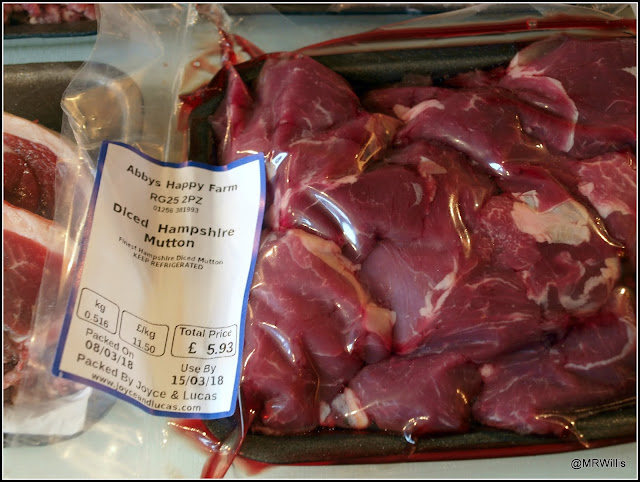 Abbys Happy Farm
RG25 2PZ
01256 381993
Diced Hampshire
Mutton
Finest Hampshire Diced Mutton
KEEP REFRIGERATED
kg
0.516
£/kg
11.50
Total Price
£ 5.93
Packed On
08/03/18
Use By
15/03/18
Packed By Joyce & Lucas
www.joyceandlucas.com
@MRWillis